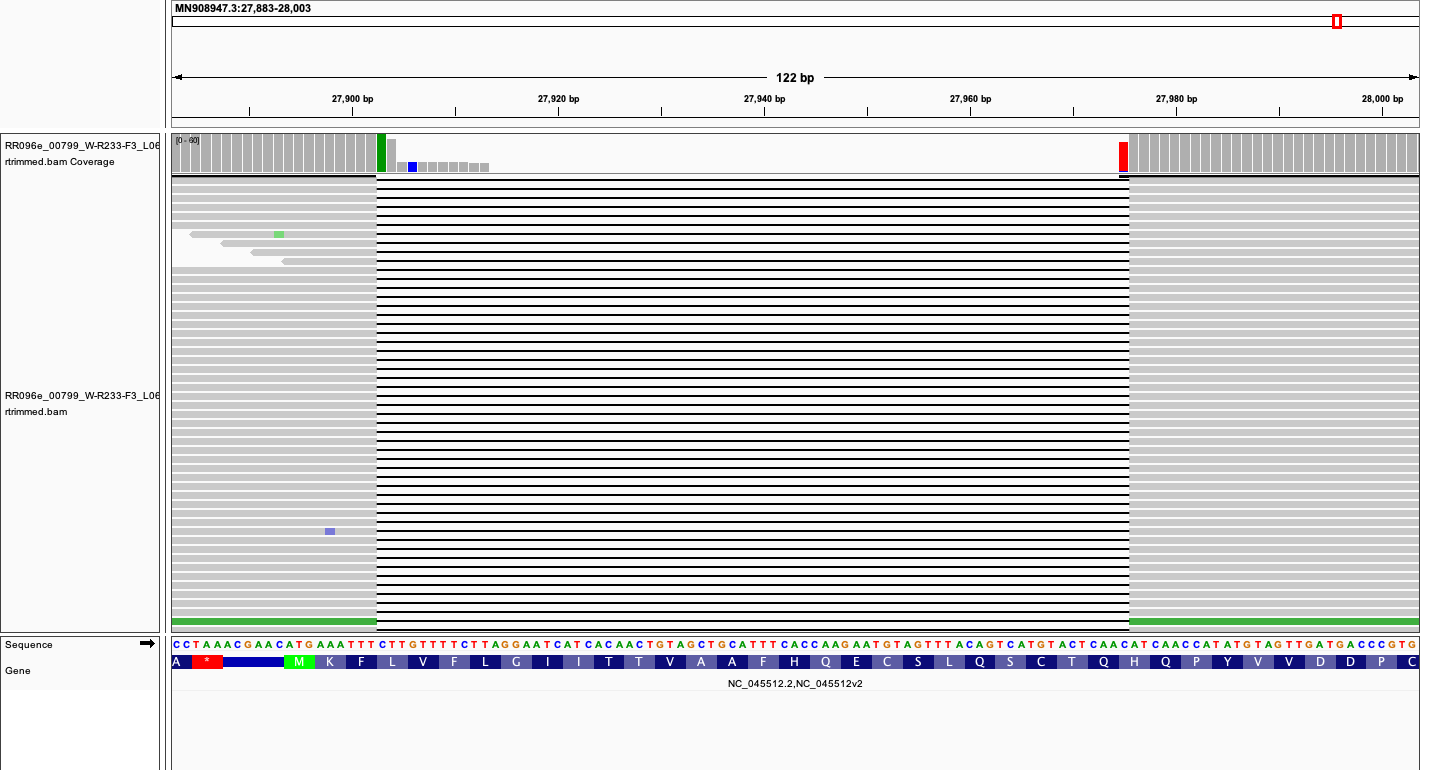 MN908947.3:27,883-28,003
122 bp
27,900 bp 27,920 bp 27,940 bp 27,960 bp 27,980 bp 28,000 bp
RR096e_00799_W-R233-F3_L06
rtrimmed.bam Coverage
[0 - 60]
RR096e_00799_W-R233-F3_L06
rtrimmed.bam
Sequence
CCTAAACGAACATGAAATTTCTTGTTTTCTTAGGAATCATCACAACTGTAGCTGCATTTCACCAAGAATGTAGTTTACAGTCATGTACTCAACATCAACCATATGTAGTTGATGACCCGTG
Gene
A * M K F L V F L G I I T T V A A F H Q E C S L Q S C T Q H Q P Y V V D D P C
NC_045512.2,NC_045512v2